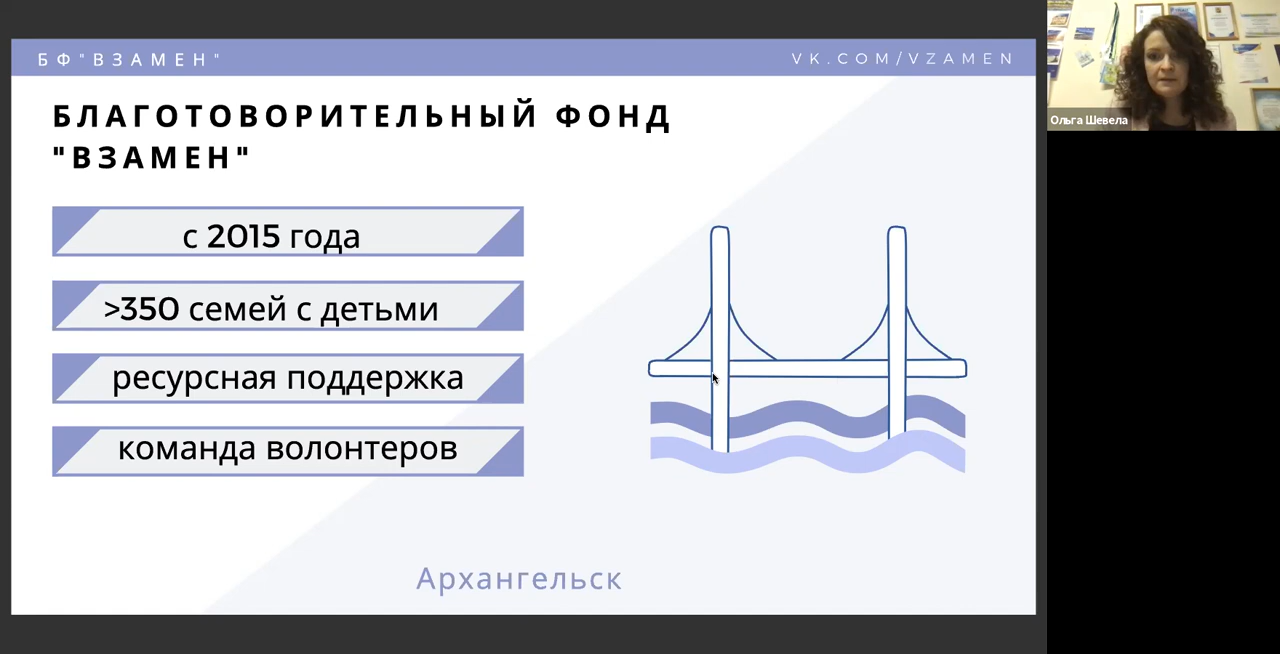 БФ"ВЗАМЕН"
VK.COM/VZAMEN
БЛАГОТОВОРИТЕЛЬНЫЙ ФОНД
"ВЗАМЕН"
с 2015 года
>350 семей с детьми
ресурсная поддержка
команда волонтеров
Архангельск
Ольга Шевела